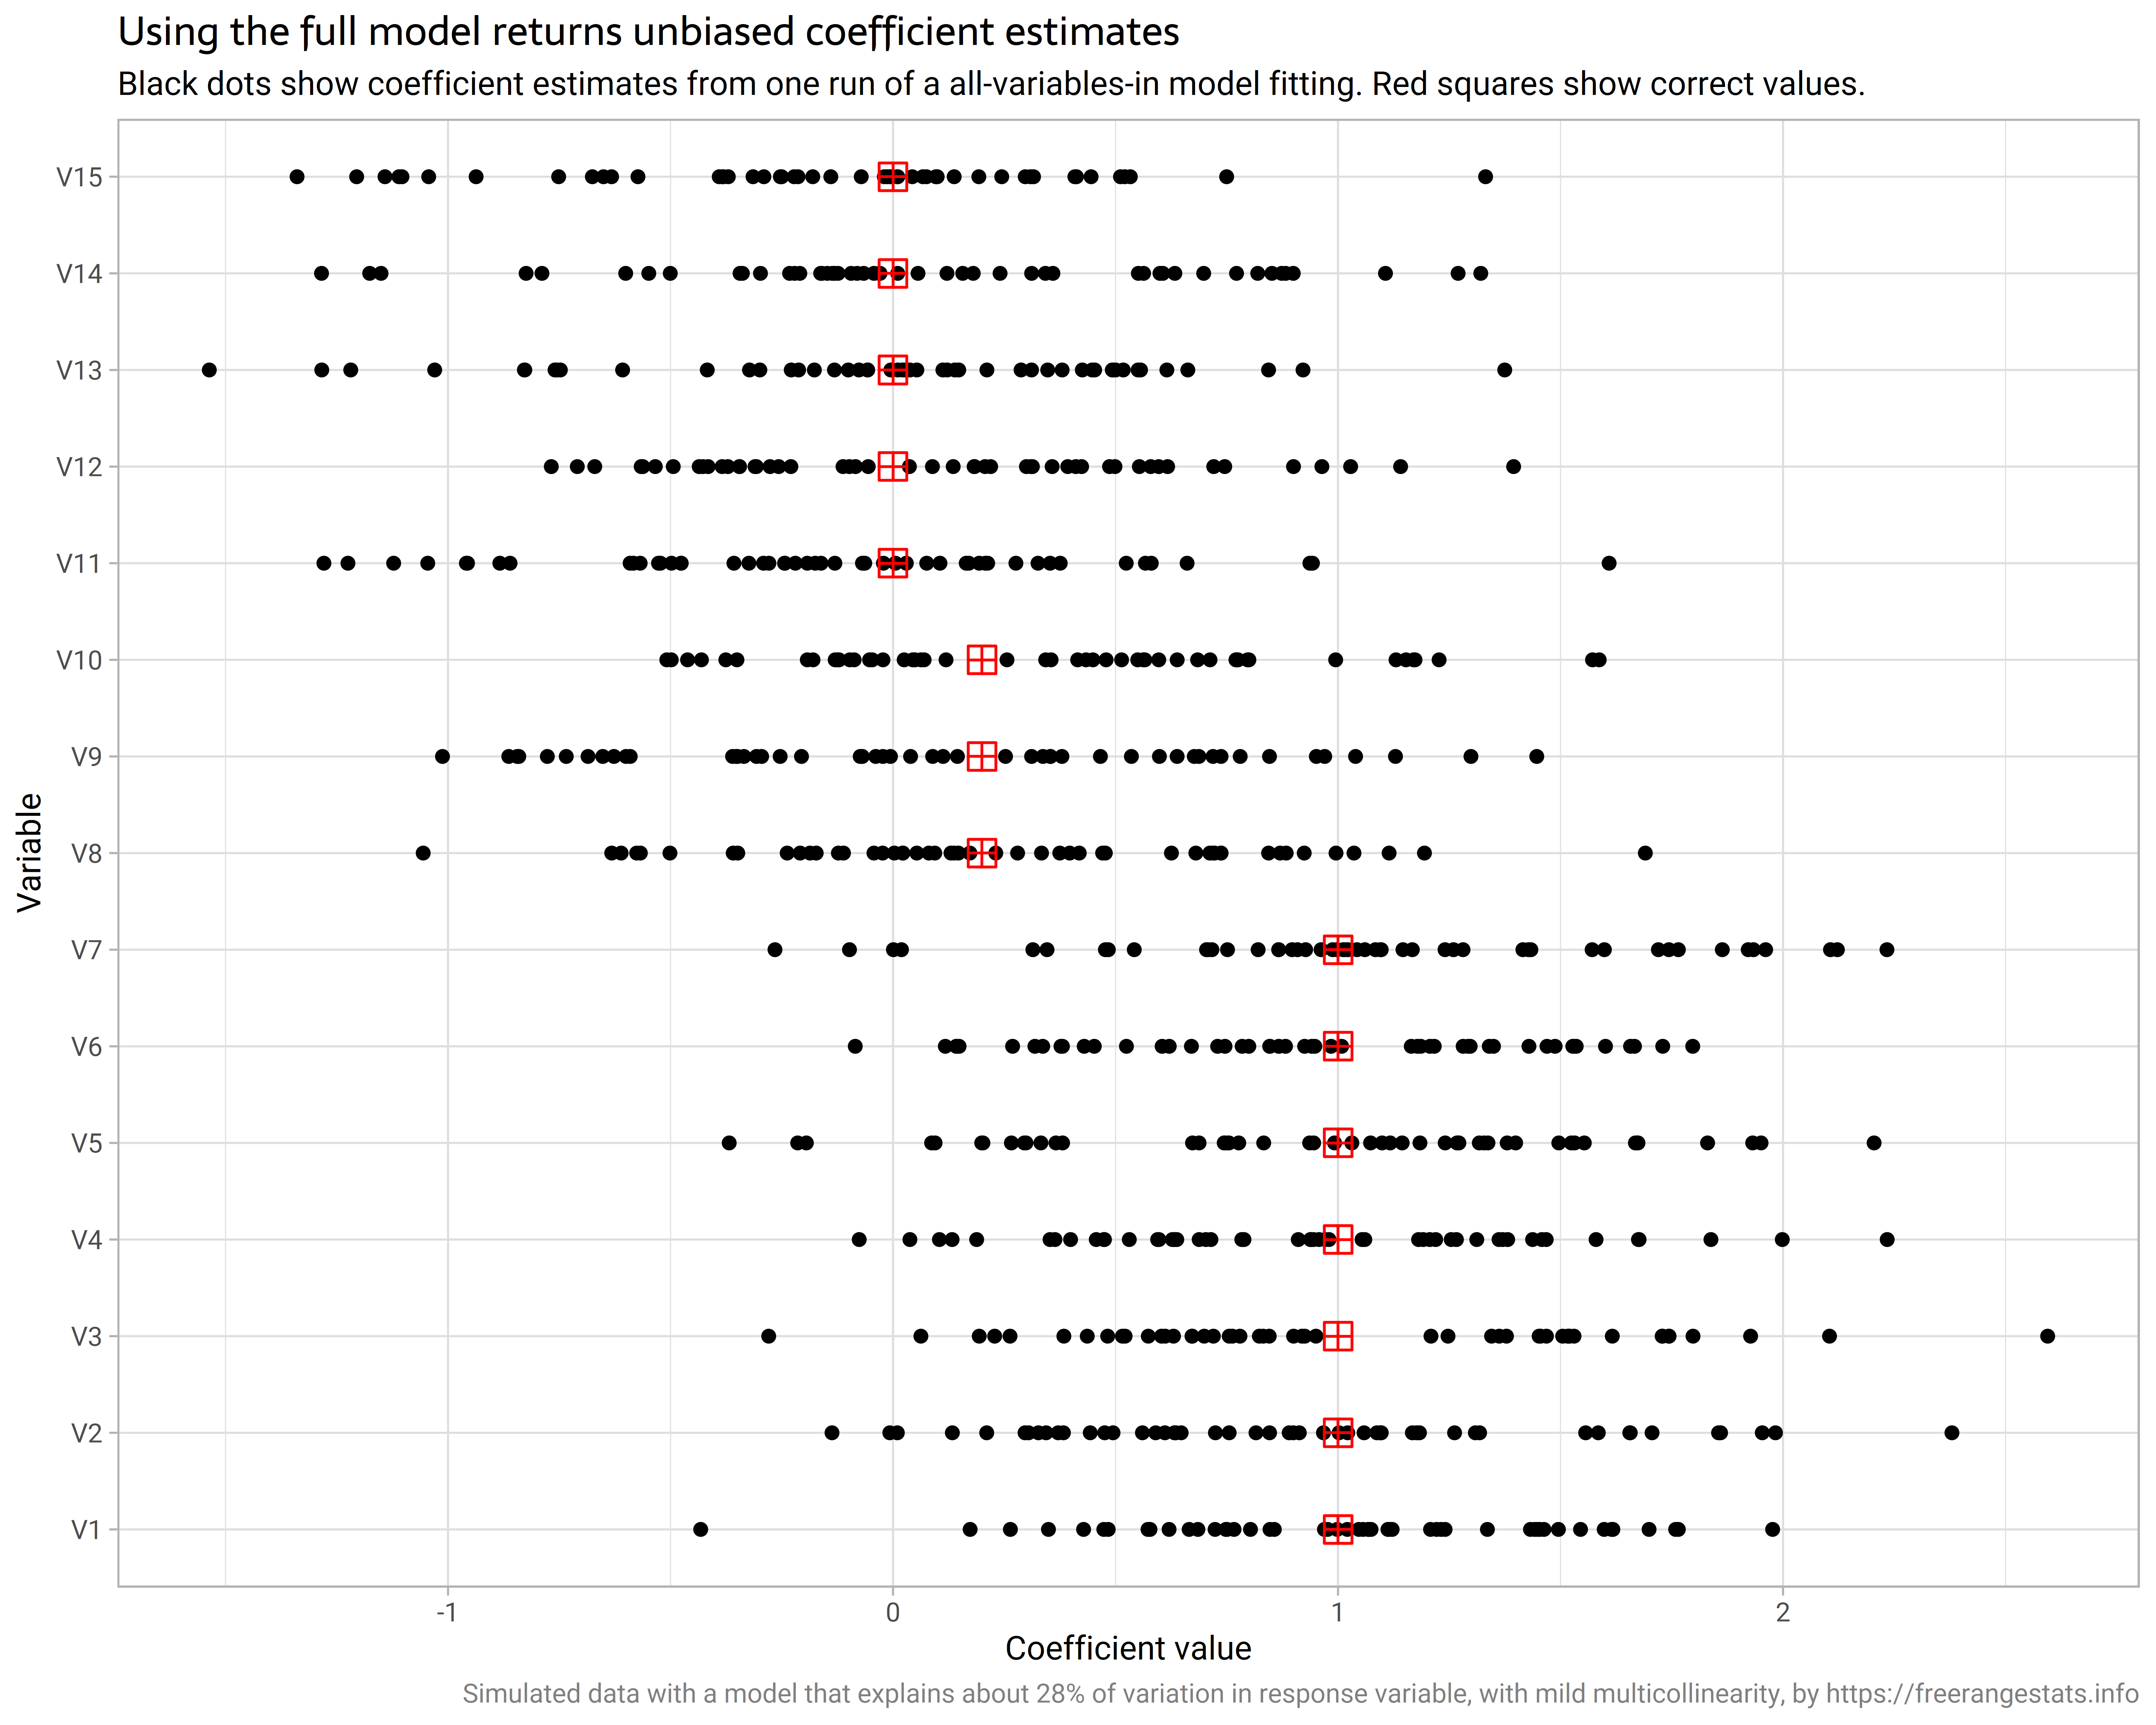 Using the full model returns unbiased coefficient estimates
Black dots show coefficient estimates from one run of a all-variables-in model fitting. Red squares show correct values.
V15
V14
V13
V12
V11
V10
V9
V8
V7
V6
V5
V4
V3
V2
V1
Variable
-1
0
1
2
Coefficient value
Simulated data with a model that explains about 28% of variation in response variable, with mild multicollinearity, by https://freerangestats.info